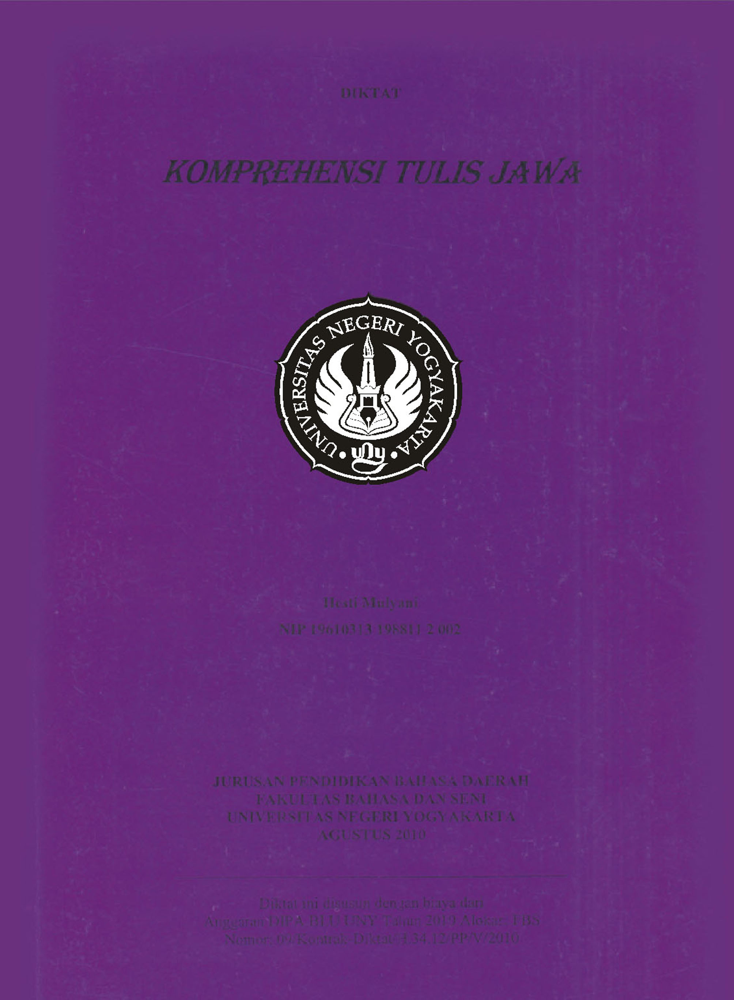 DIKTAT
KOMPREHENSI TULIS JAWA
UNIVERSITAS NEGERI YOGYAKARTA
uny
Hesti Mulyani
NIP 19610313 198811 2 002
JURUSAN PENDIDIKAN BAHASA DAERAH
FAKULTAS BAHASA DAN SENI
UNIVERSITAS NEGERI YOGYAKARTA
AGUSTUS 2010
Diktat ini disusun dengan biaya dari
Anggaran DIPA BLU UNY Tahun 2010 Alokasi FBS
Nomor: 09/Kontrak-Diktat/H.34.12/PP/V/2010